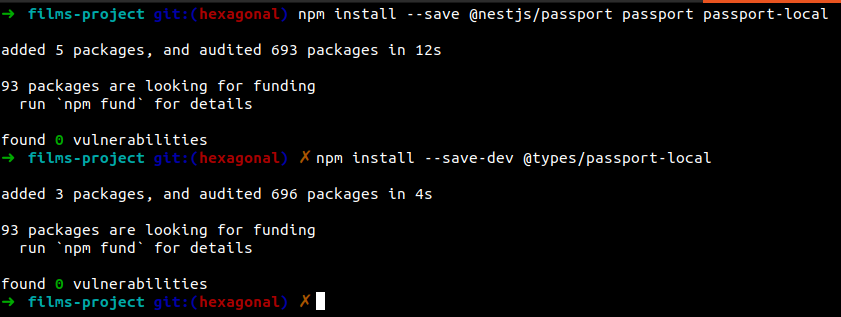 ➜ films-project git:(hexagonal) npm install --save @nestjs/passport passport passport-local
added 5 packages, and audited 693 packages in 12s
93 packages are looking for funding
run `npm fund` for details
found 0 vulnerabilities
➜ films-project git:(hexagonal) ✗ npm install --save-dev @types/passport-local
added 3 packages, and audited 696 packages in 4s
93 packages are looking for funding
run `npm fund` for details
found 0 vulnerabilities
➜ films-project git:(hexagonal) ✗